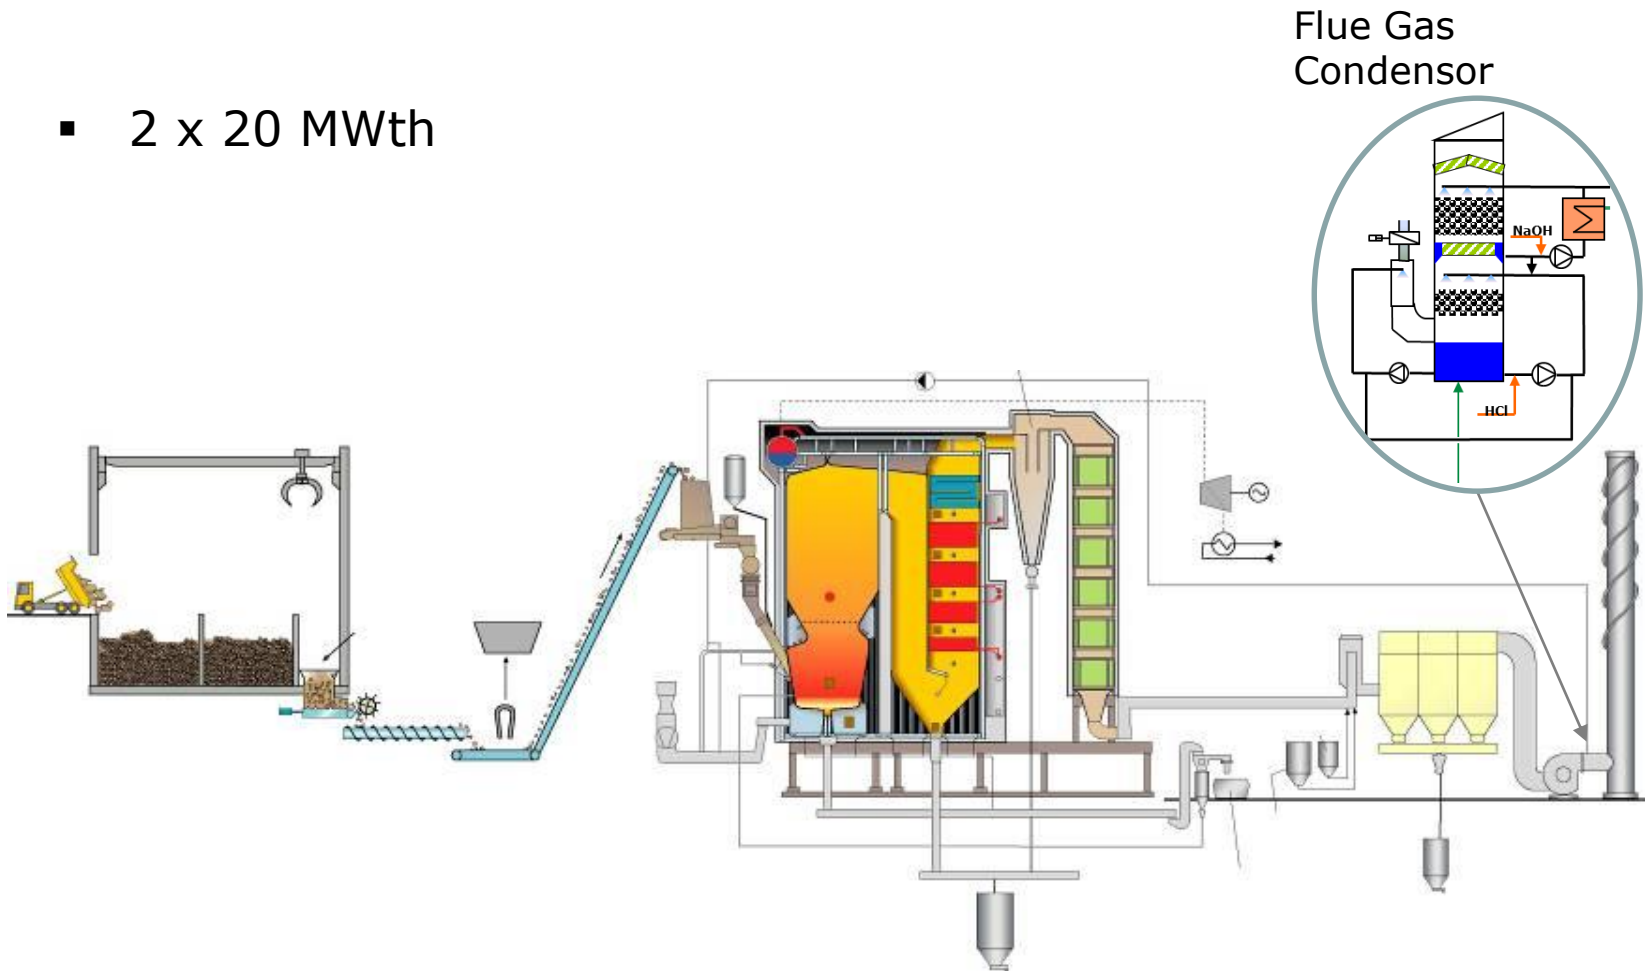 Flue Gas
Condensor
▪ 2 x 20 MWth
NaOH
HCl